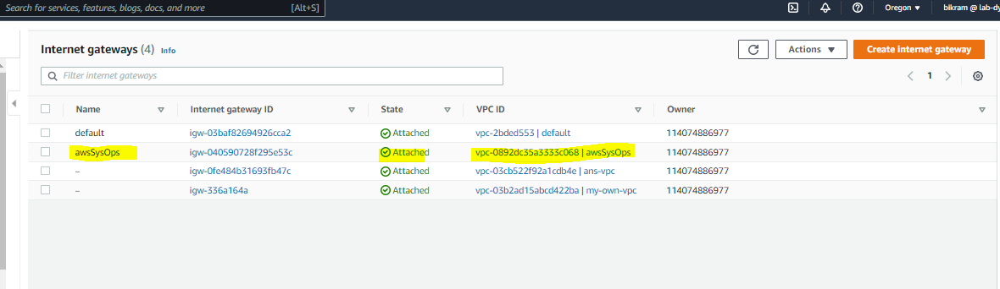 Search for services, features, blogs, docs, and more [Alt+S] Oregon ▼ bikram @ lab-dy
Internet gateways (4) Info Actions ▼ Create internet gateway
Filter internet gateways 1
Name Internet gateway ID State VPC ID Owner
default igw-03baf82694926cca2 Attached vpc-2bded553 | default 114074886977
awsSysOps igw-040590728f295e53c Attached vpc-0892dc35a3333c068 | awsSysOps 114074886977
– igw-0fe484b31693fb47c Attached vpc-03cb522f92a1cdb4e | ans-vpc 114074886977
– igw-336a164a Attached vpc-03b2ad15abcd422ba | my-own-vpc 114074886977